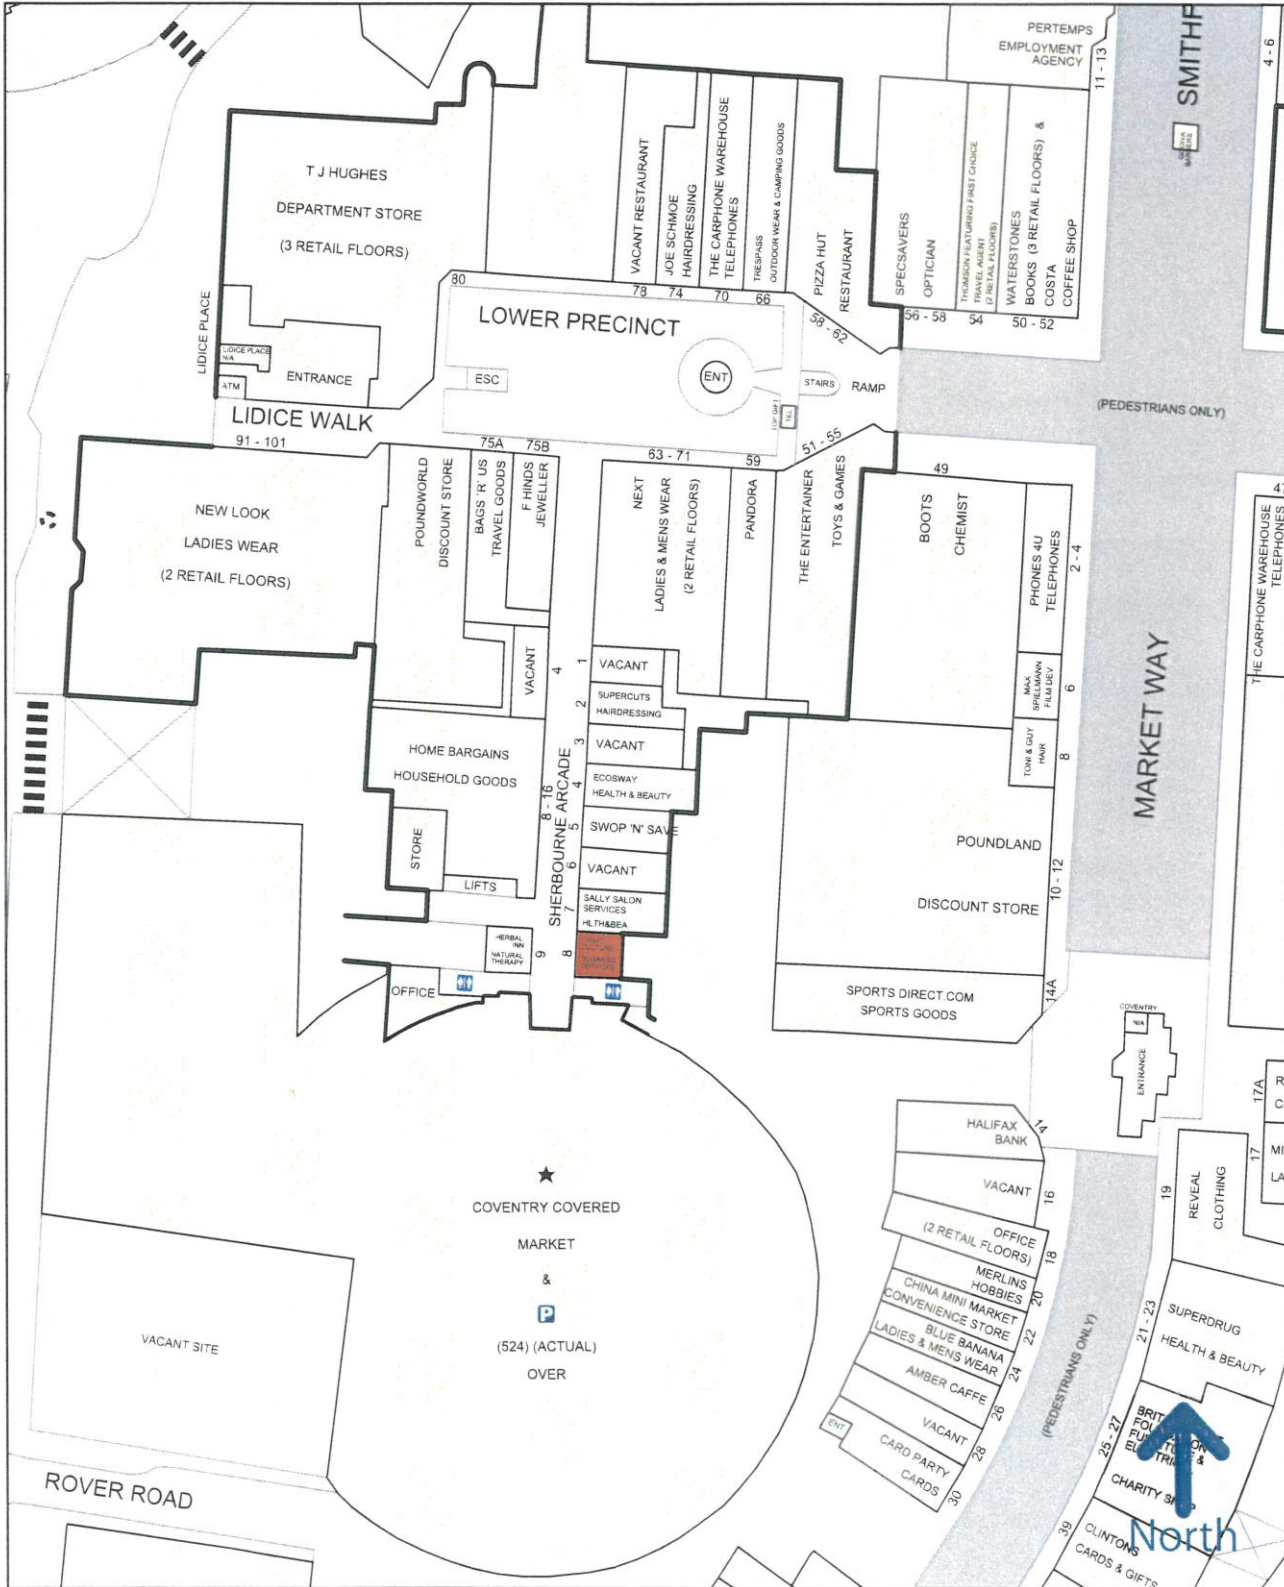 PERTEMPS
EMPLOYMENT
AGENCY
11 - 13
4 - 6
T J HUGHES
DEPARTMENT STORE
(3 RETAIL FLOORS)
LIDICE PLACE
LIDICE PLACE
N/A
ATM
ENTRANCE
LIDICE WALK
91 - 101
80
VACANT RESTAURANT
78
JOE SCHMOE
HAIRDRESSING
74
THE CARPHONE WAREHOUSE
TELEPHONES
70
TRESPASS
OUTDOOR WEAR & CAMPING GOODS
66
PIZZA HUT
RESTAURANT
58 - 62
SPECSAVERS
OPTICIAN
56 - 58
THOMSON FEATURING FIRST CHOICE
TRAVEL AGENT
(2 RETAIL FLOORS)
54
WATERSTONES
BOOKS (3 RETAIL FLOORS) &
COSTA
COFFEE SHOP
50 - 52
LOWER PRECINCT
ESC
ENT
STAIRS
RAMP
TOP GIFT
TEL
(PEDESTRIANS ONLY)
NEW LOOK
LADIES WEAR
(2 RETAIL FLOORS)
POUNDWORLD
DISCOUNT STORE
75A
BAGS 'R' US
TRAVEL GOODS
75B
F HINDS
JEWELLER
63 - 71
NEXT
LADIES & MENS WEAR
(2 RETAIL FLOORS)
59
PANDORA
51 - 55
THE ENTERTAINER
TOYS & GAMES
49
BOOTS
CHEMIST
PHONES 4U
TELEPHONES
2 - 4
MAX
SPIELMANN
FILM DEV
6
TONI & GUY
HAIR
8
MARKET WAY
THE CARPHONE WAREHOUSE
TELEPHONES
VACANT
4
1
VACANT
2
SUPERCUTS
HAIRDRESSING
3
VACANT
4
ECOSWAY
HEALTH & BEAUTY
5
SWOP 'N' SAVE
6
VACANT
7
SALLY SALON
SERVICES
HLTH&BEA
8
9
SHERBOURNE ARCADE
8 - 16
HOME BARGAINS
HOUSEHOLD GOODS
STORE
LIFTS
HERBAL
INN
NATURAL
THERAPY
OFFICE
POUNDLAND
DISCOUNT STORE
10 - 12
SPORTS DIRECT.COM
SPORTS GOODS
14A
COVENTRY
N/A
ENTRANCE
17A
17
HALIFAX
BANK
14
VACANT
16
OFFICE
(2 RETAIL FLOORS)
18
MERLINS
HOBBIES
20
CHINA MINI MARKET
CONVENIENCE STORE
22
BLUE BANANA
LADIES & MENS WEAR
24
AMBER CAFFE
26
VACANT
28
ENT
CARD PARTY
CARDS
30
(PEDESTRIANS ONLY)
19
REVEAL
CLOTHING
21 - 23
SUPERDRUG
HEALTH & BEAUTY
25 - 27
CHARITY
39
CLINTONS
CARDS & GIFTS
North
COVENTRY COVERED
MARKET
&
P
(524) (ACTUAL)
OVER
VACANT SITE
ROVER ROAD